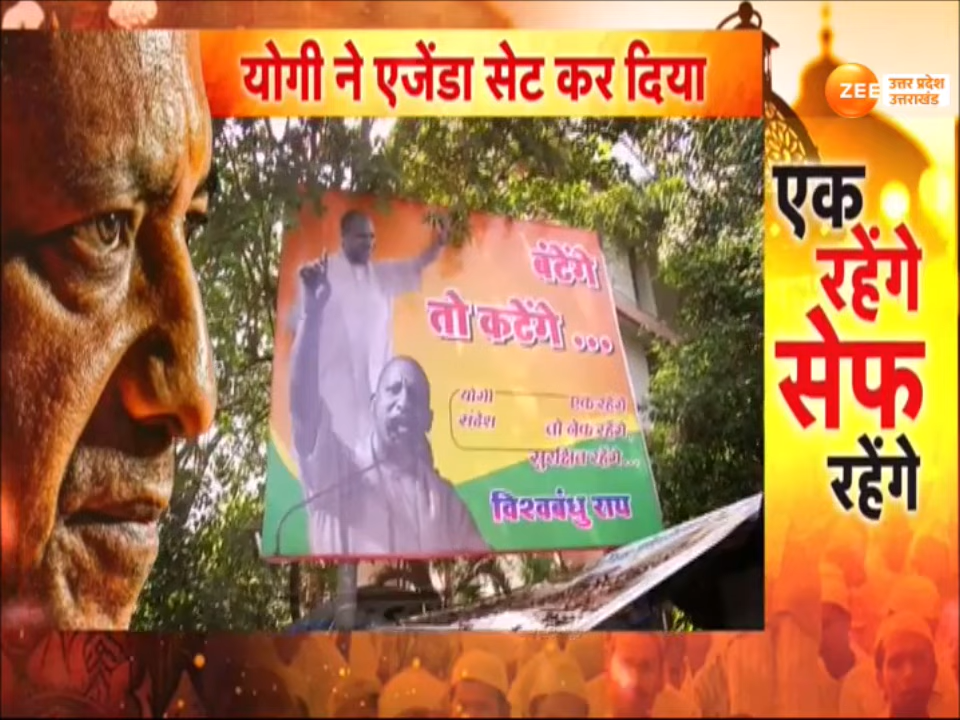 योगी ने एजेंडा सेट कर दिया
ZEE उत्तर प्रदेश
उत्तराखंड
एक
रहेंगे
सेफ
रहेंगे
बंटेंगे
तो कटेंगे ...
योगी
संदेश
एक रहेंगे
तो नेक रहेंगे
सुरक्षित रहेंगे...
विश्वबंधु राय